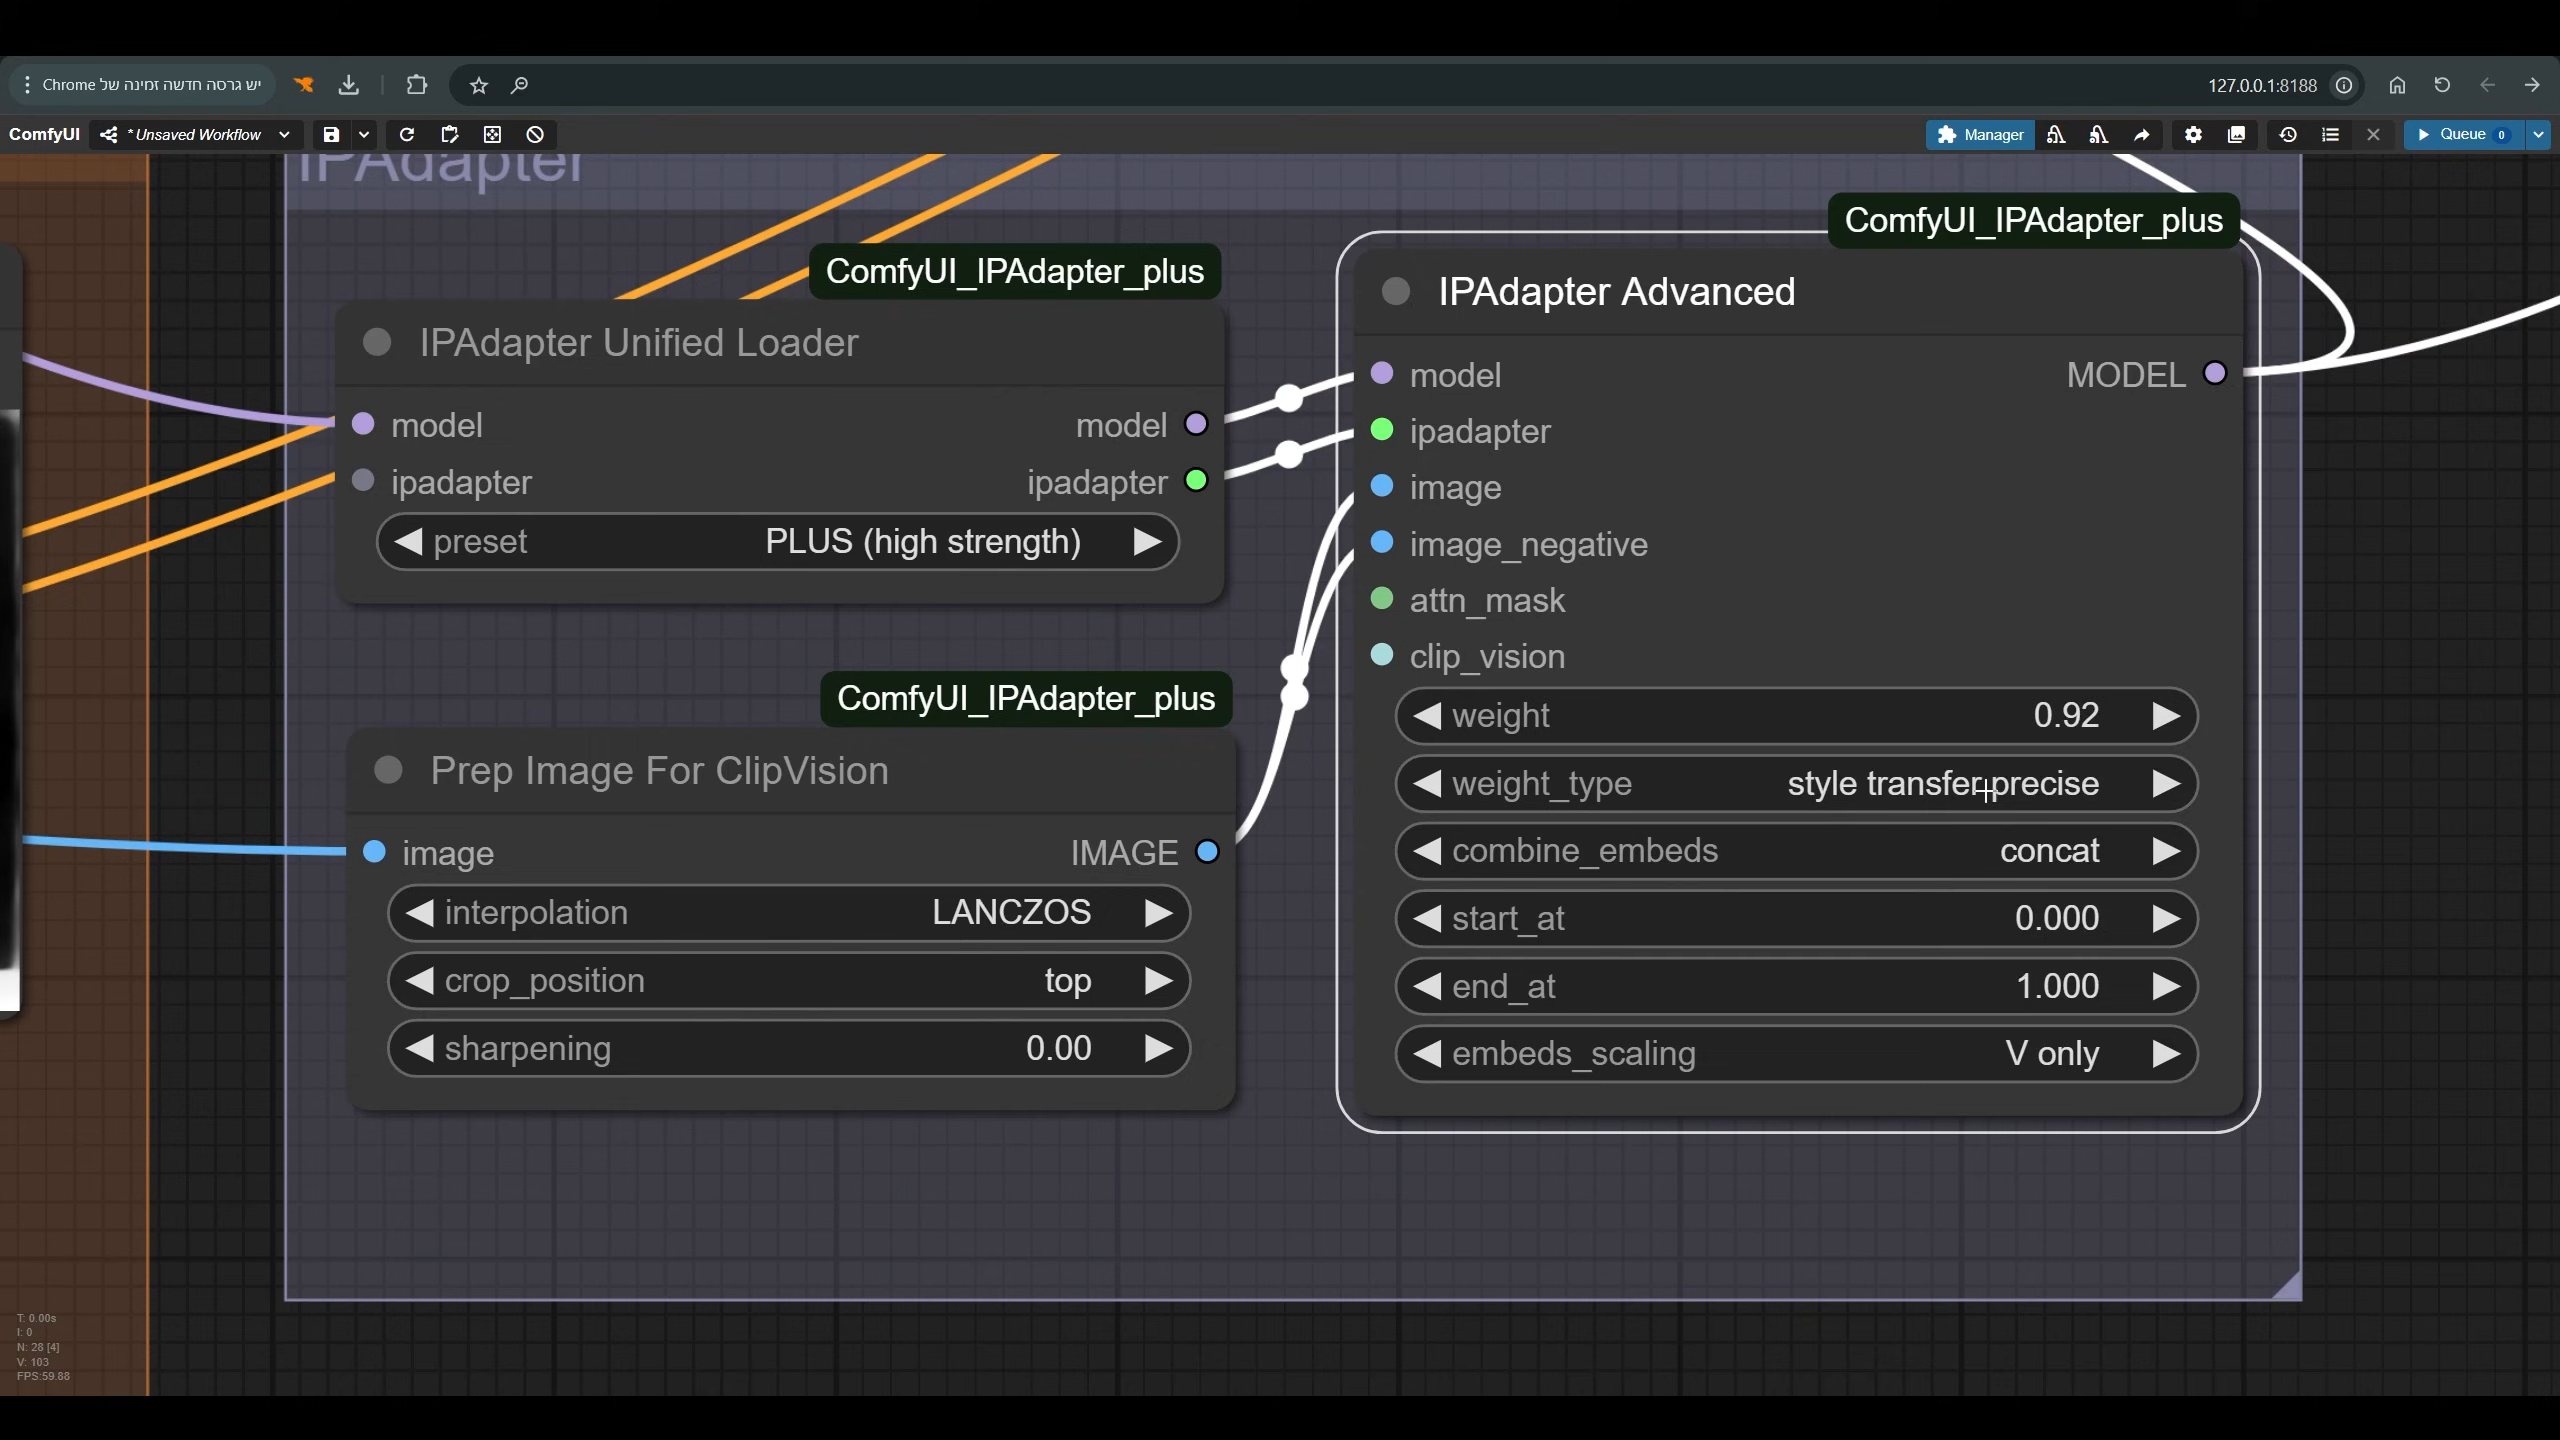 יש גרסה חדשה זמינה של Chrome
127.0.0.1:8188
ComfyUI
* Unsaved Workflow
Manager
Queue 0
IPAdapter
ComfyUI_IPAdapter_plus
IPAdapter Unified Loader
model
model
ipadapter
ipadapter
preset
PLUS (high strength)
ComfyUI_IPAdapter_plus
Prep Image For ClipVision
image
IMAGE
interpolation
LANCZOS
crop_position
top
sharpening
0.00
ComfyUI_IPAdapter_plus
IPAdapter Advanced
model
MODEL
ipadapter
image
image_negative
attn_mask
clip_vision
weight
0.92
weight_type
style transfer precise
combine_embeds
concat
start_at
0.000
end_at
1.000
embeds_scaling
V only
T: 0.00s
I: 0
N: 28 [4]
V: 103
FPS:59.88